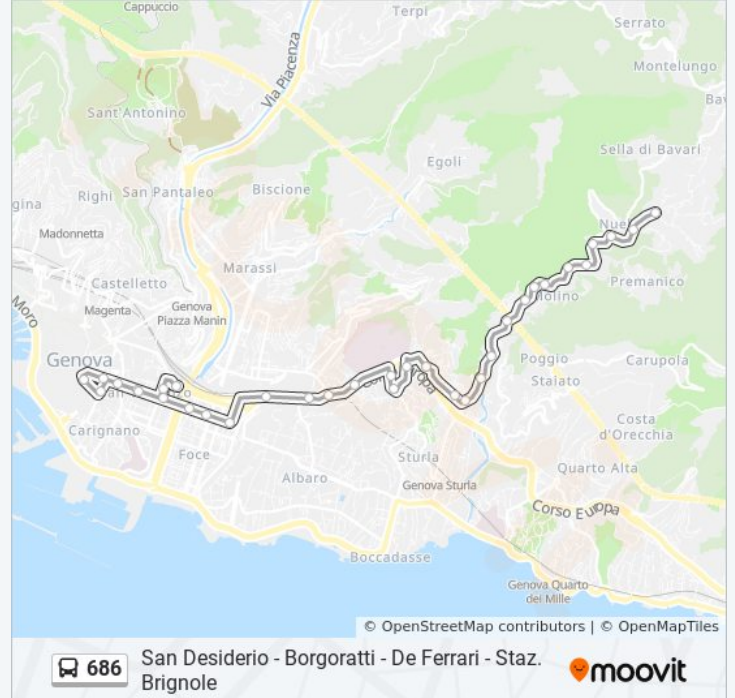 Cappuccio
Terpi
Serrato
Via Piacenza
Montelungo
Sant'Antonino
Sella di Bavari
Egoli
Righi
San Pantaleo
Biscione
Madonnetta
Marassi
Premanico
Castelletto
Magenta
Genova
Piazza Manin
Moro
Genova
Poggio
Carupola
Staiato
Carignano
Costa
d'Orecchia
Foce
Sturla
Quarto Alta
Albaro
Genova Sturla
Corso Europa
Boccadasse
Genova Quarto
dei Mille
© OpenStreetMap contributors | © OpenMapTiles
686
San Desiderio - Borgoratti - De Ferrari - Staz.
Brignole
moovit